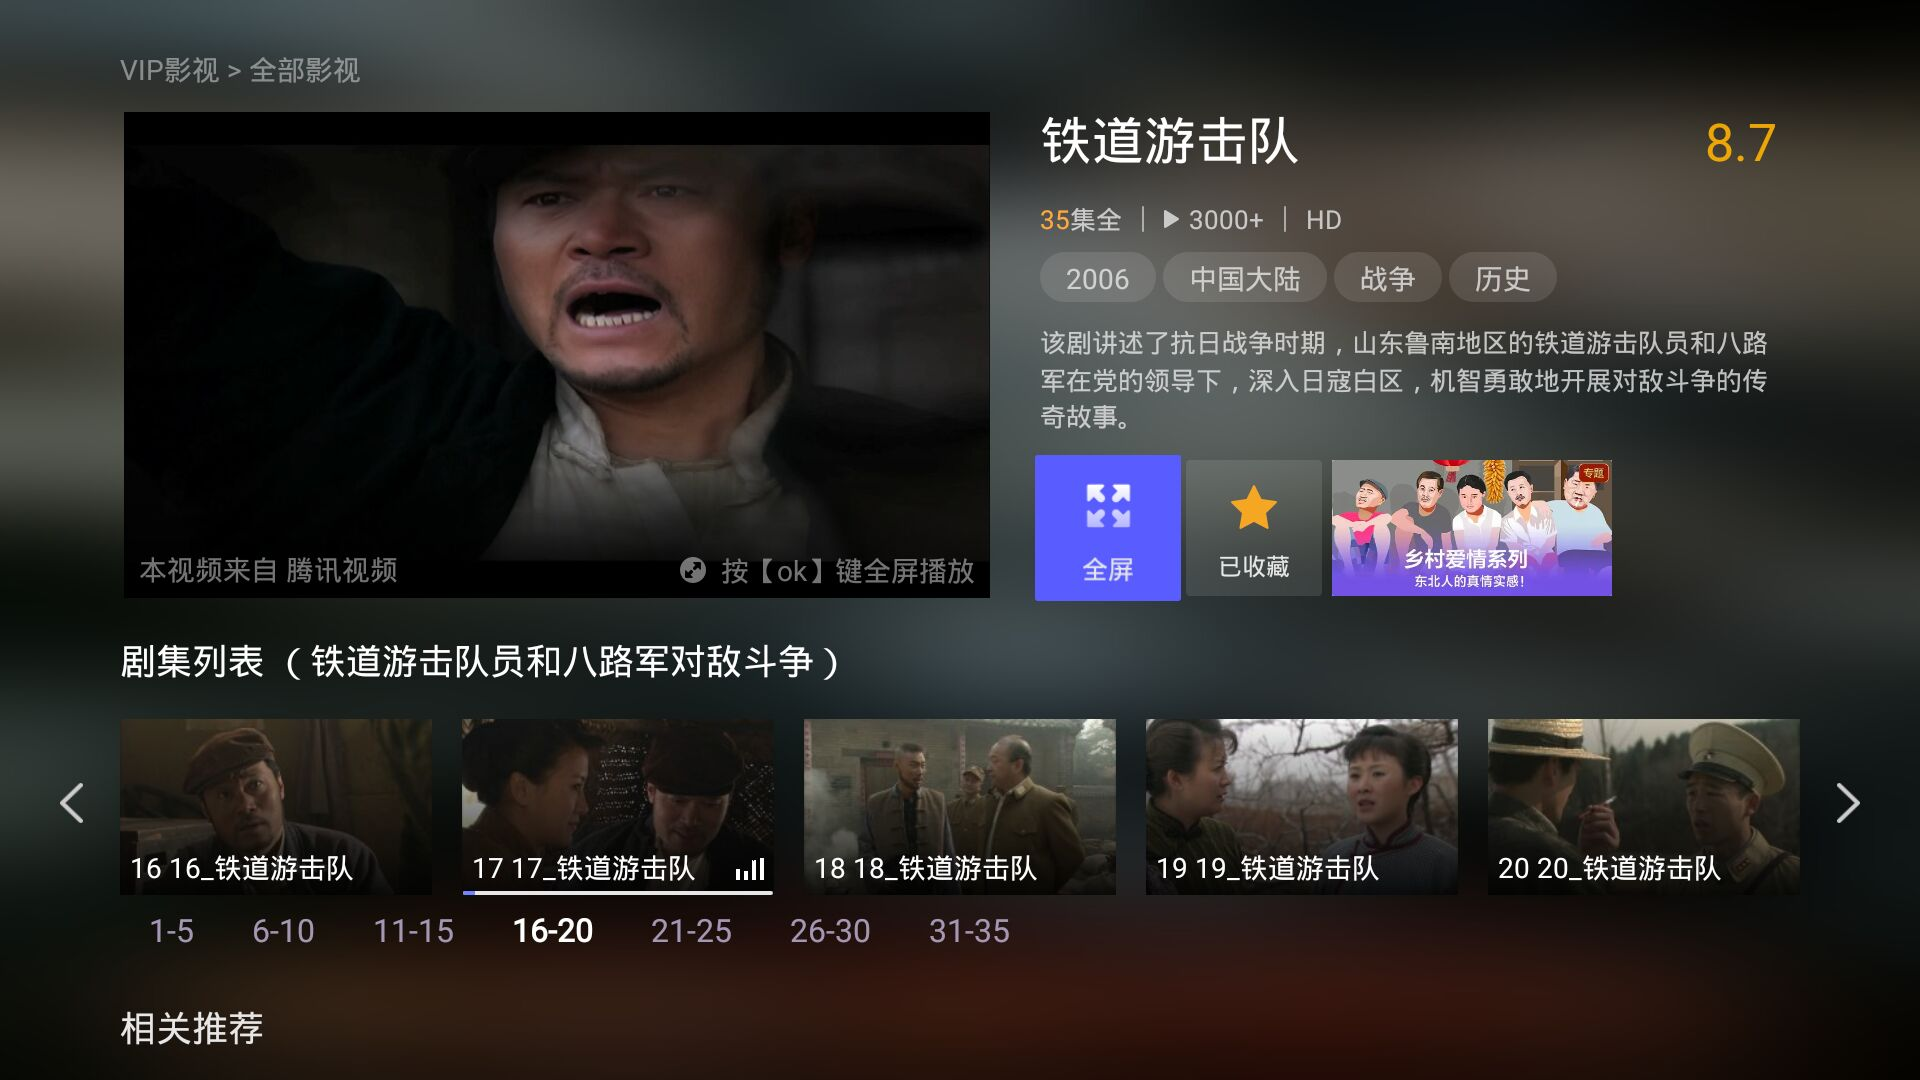 VIP影视 > 全部影视
铁道游击队
8.7
35集全 | 3000+ | HD
2006 中国大陆 战争 历史
该剧讲述了抗日战争时期，山东鲁南地区的铁道游击队员和八路
军在党的领导下，深入日寇白区，机智勇敢地开展对敌斗争的传
奇故事。
本视频来自 腾讯视频
按【ok】键全屏播放
全屏
已收藏
专题
乡村爱情系列
东北人的真情实感！
剧集列表 （铁道游击队员和八路军对敌斗争）
16 16_铁道游击队
17 17_铁道游击队
18 18_铁道游击队
19 19_铁道游击队
20 20_铁道游击队
1-5 6-10 11-15 16-20 21-25 26-30 31-35
相关推荐